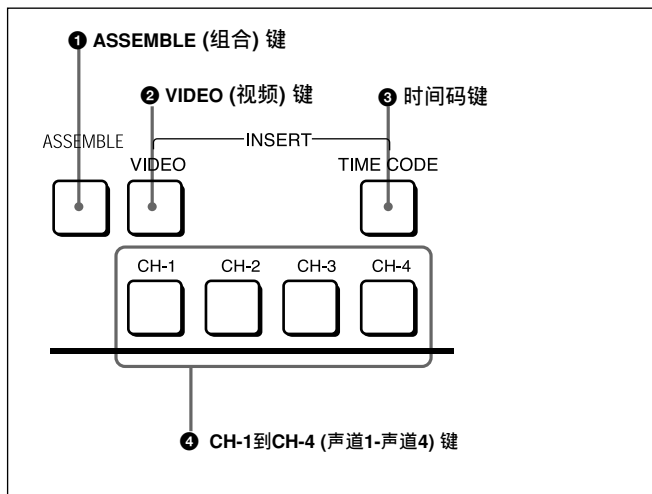 ❶ ASSEMBLE (组合) 键
❷ VIDEO (视频) 键
❸ 时间码键
ASSEMBLE
INSERT
VIDEO
TIME CODE
CH-1
CH-2
CH-3
CH-4
❹ CH-1到CH-4 (声道1-声道4) 键